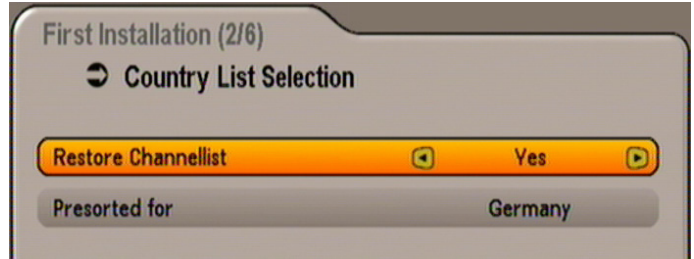 First Installation (2/6)
Country List Selection
Restore Channellist Yes
Presorted for Germany